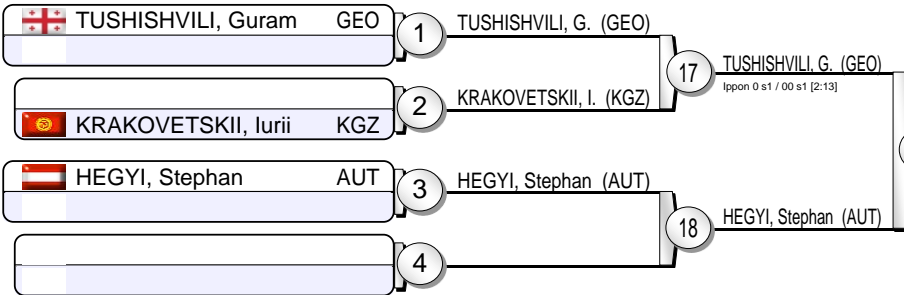 TUSHISHVILI, Guram GEO
1
TUSHISHVILI, G. (GEO)
17
TUSHISHVILI, G. (GEO)
Ippon 0 s1 / 00 s1 [2:13]
2
KRAKOVETSKII, I. (KGZ)
KRAKOVETSKII, Iurii KGZ
HEGYI, Stephan AUT
3
HEGYI, Stephan (AUT)
18
HEGYI, Stephan (AUT)
4